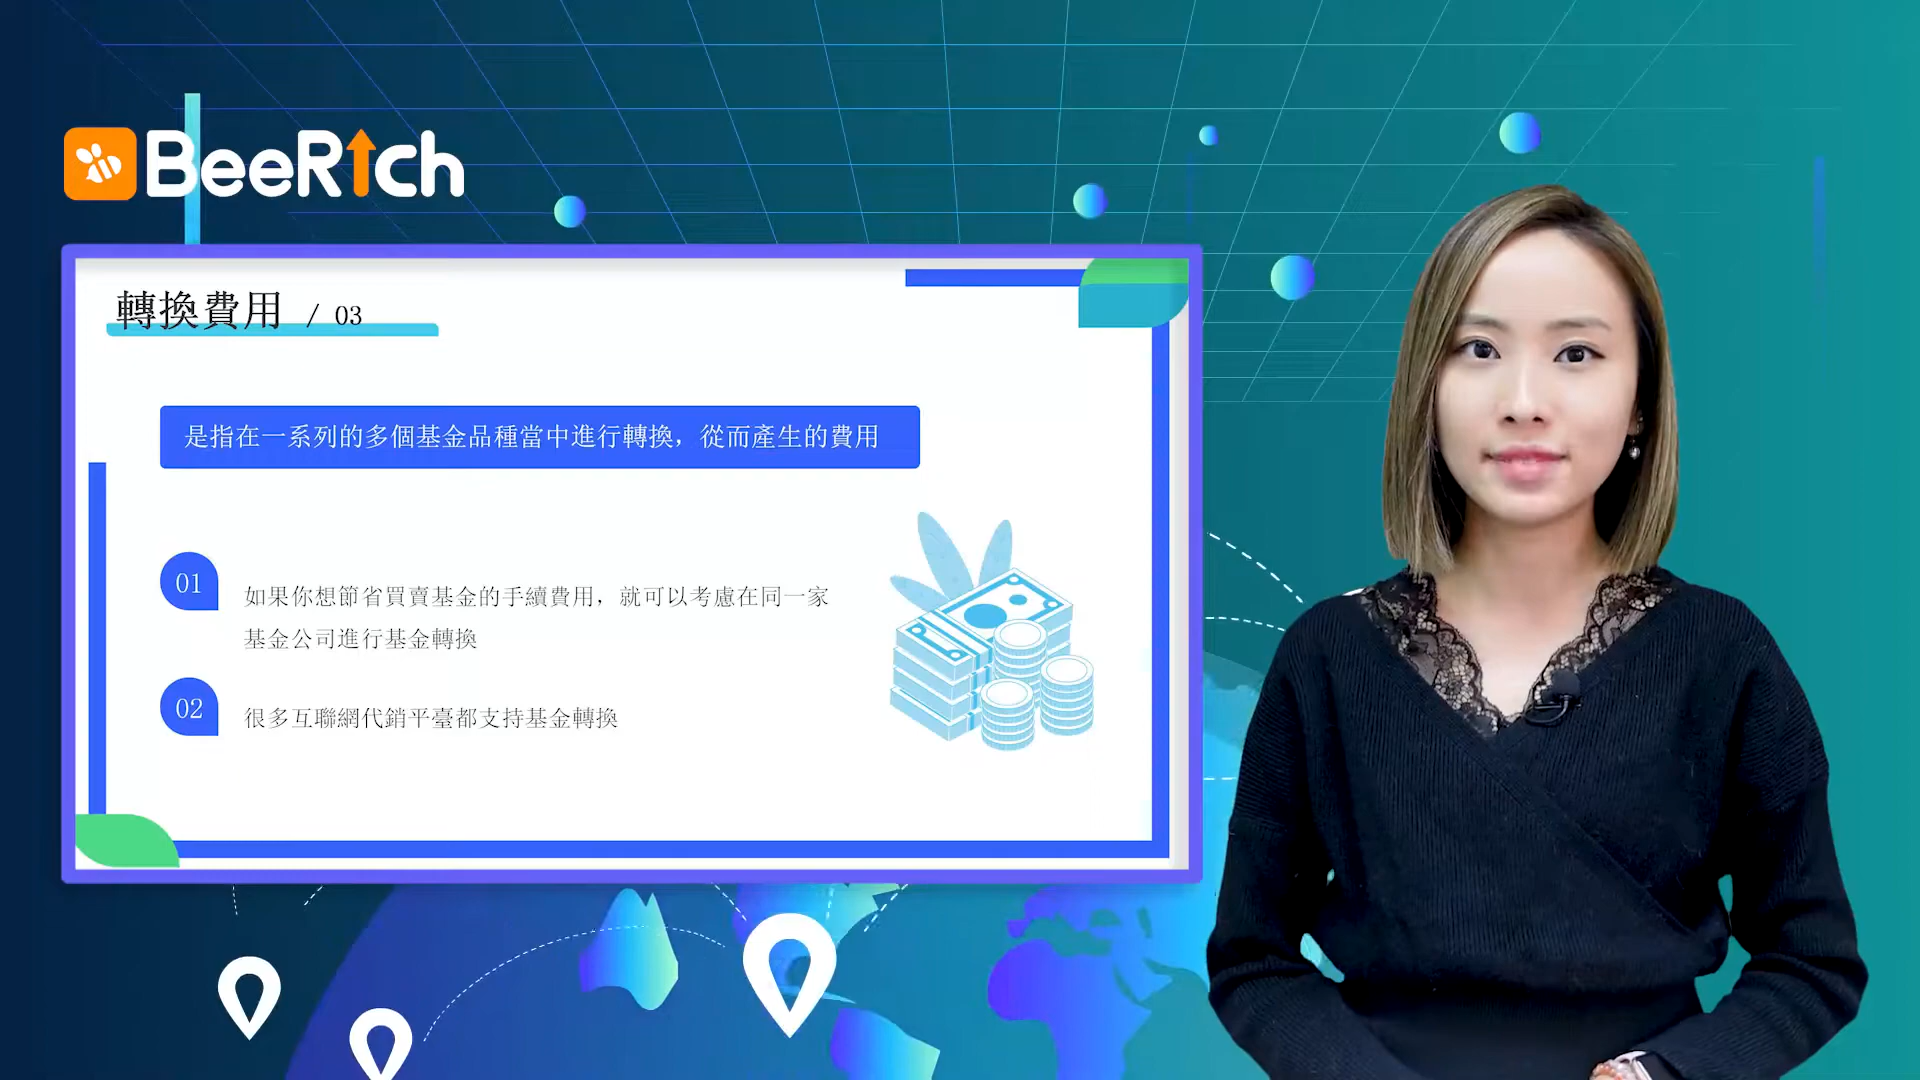 BeeRich
轉換費用 / 03
是指在一系列的多個基金品種當中進行轉換，從而產生的費用
01
如果你想節省買賣基金的手續費用，就可以考慮在同一家
基金公司進行基金轉換
02
很多互聯網代銷平臺都支持基金轉換